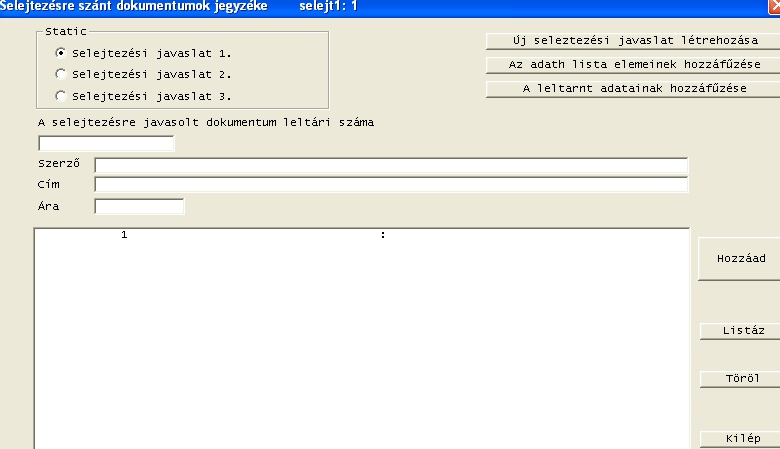 Selejtezésre szánt dokumentumok jegyzéke selejt1: 1
Static
Selejtezési javaslat 1.
Selejtezési javaslat 2.
Selejtezési javaslat 3.
Új seleztezési javaslat létrehozása
Az adath lista elemeinek hozzáfűzése
A leltarnt adatainak hozzáfűzése
A selejtezésre javasolt dokumentum leltári száma
Szerző
Cím
Ára
1 :
Hozzáad
Listáz
Töröl
Kilép